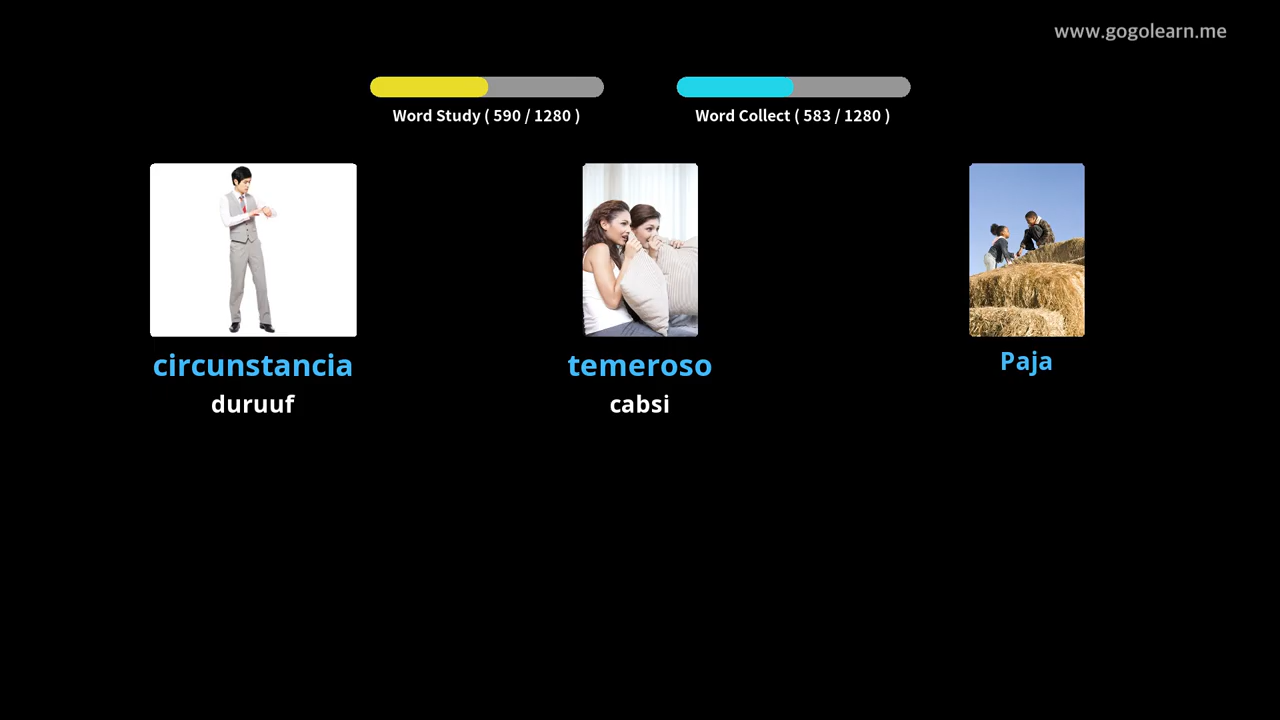 www.gogolearn.me
Word Study ( 590 / 1280 )
Word Collect ( 583 / 1280 )
circunstancia
duruuf
temeroso
cabsi
Paja